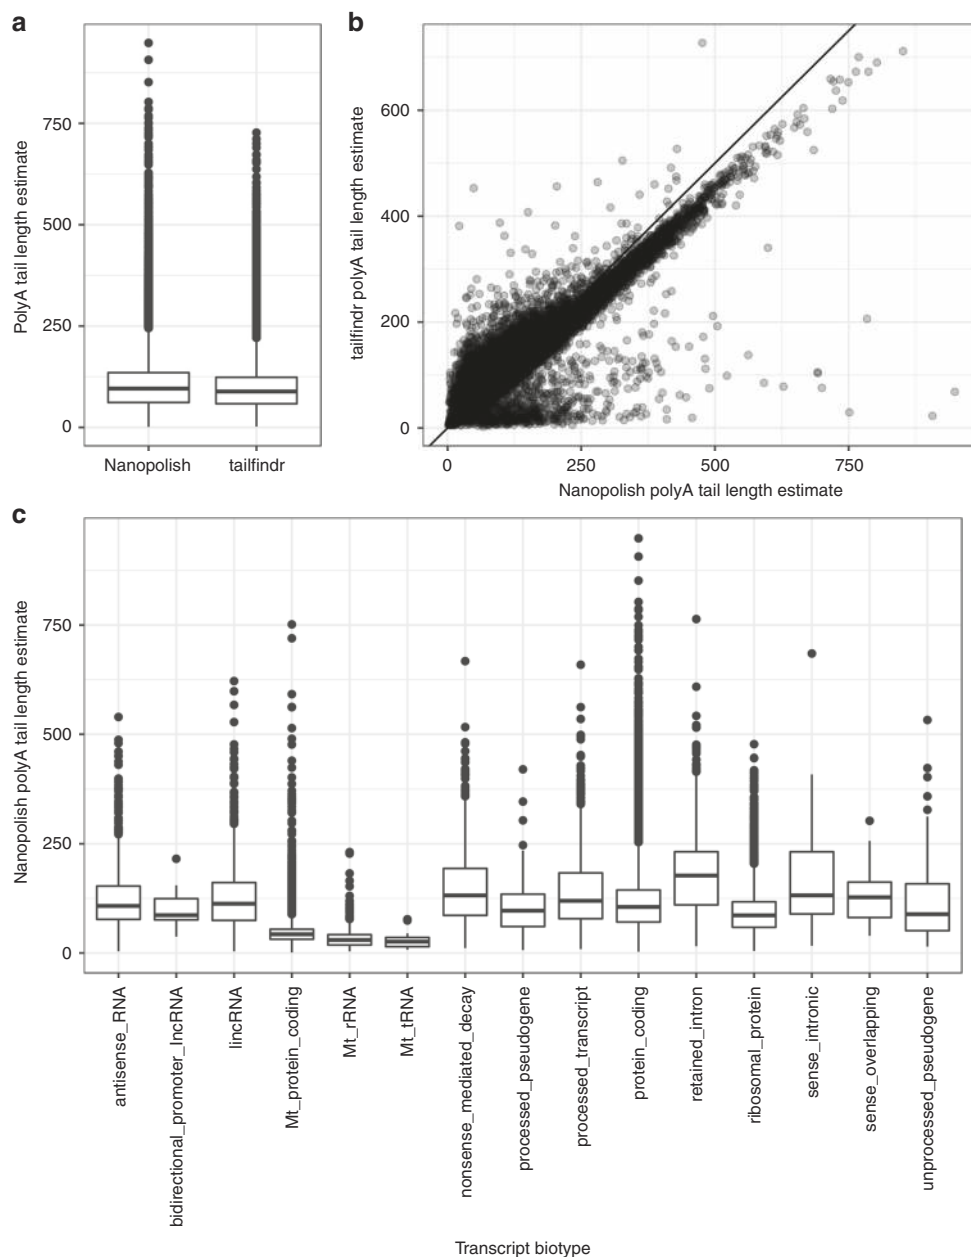 a
PolyA tail length estimate
750
500
250
0
Nanopolish
tailfindr
b
tailfindr polyA tail length estimate
600
400
200
0
0
250
500
750
Nanopolish polyA tail length estimate
c
Nanopolish polyA tail length estimate
750
500
250
0
antisense_RNA
bidirectional_promoter_lncRNA
lincRNA
Mt_protein_coding
Mt_rRNA
Mt_tRNA
nonsense_mediated_decay
processed_pseudogene
processed_transcript
protein_coding
retained_intron
ribosomal_protein
sense_intronic
sense_overlapping
unprocessed_pseudogene
Transcript biotype